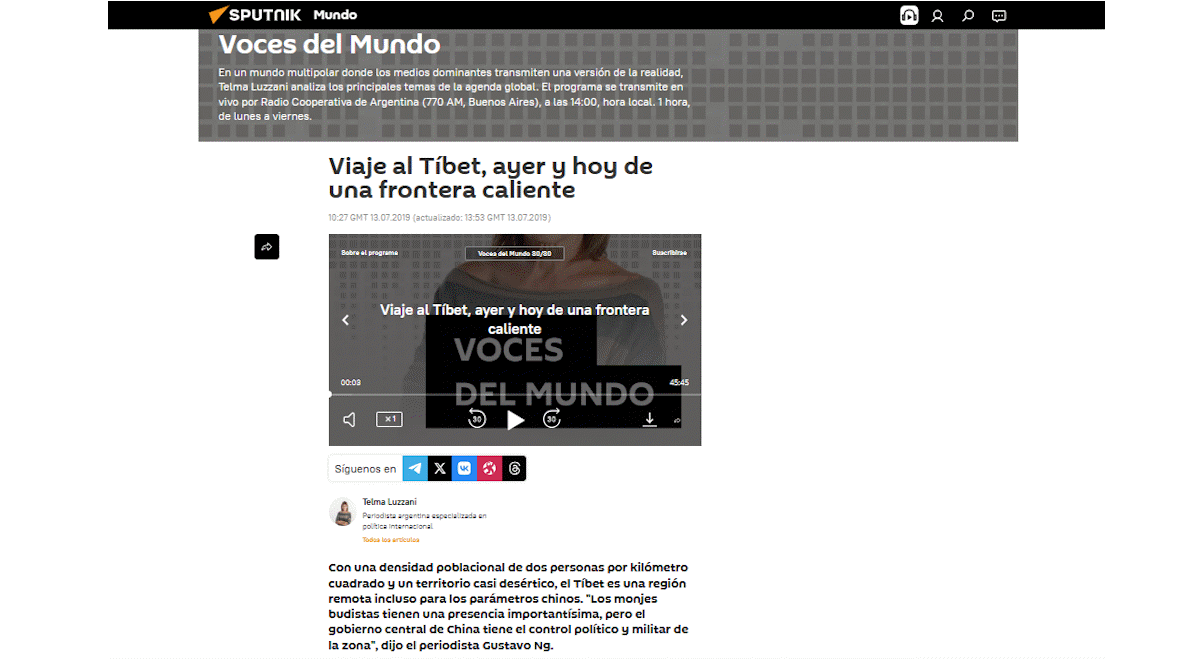 SPUTNIK Mundo
Voces del Mundo
En un mundo multipolar donde los medios dominantes transmiten una versión de la realidad,
Telma Luzzani analiza los principales temas de la agenda global. El programa se transmite en
vivo por Radio Cooperativa de Argentina (770 AM, Buenos Aires), a las 14:00, hora local. 1 hora,
de lunes a viernes.
Viaje al Tíbet, ayer y hoy de
una frontera caliente
10:27 GMT 13.07.2019 (actualizado: 13:53 GMT 13.07.2019)
Sobre el programa
Voces del Mundo 80/80
Suscribirse
Viaje al Tíbet, ayer y hoy de una frontera
caliente
VOCES
DEL MUNDO
00:03
45:45
×1
30
30
Síguenos en
Telma Luzzani
Periodista argentina especializada en
política internacional
Todos los artículos
Con una densidad poblacional de dos personas por kilómetro
cuadrado y un territorio casi desértico, el Tíbet es una región
remota incluso para los parámetros chinos. "Los monjes
budistas tienen una presencia importantísima, pero el
gobierno central de China tiene el control político y militar de
la zona", dijo el periodista Gustavo Ng.